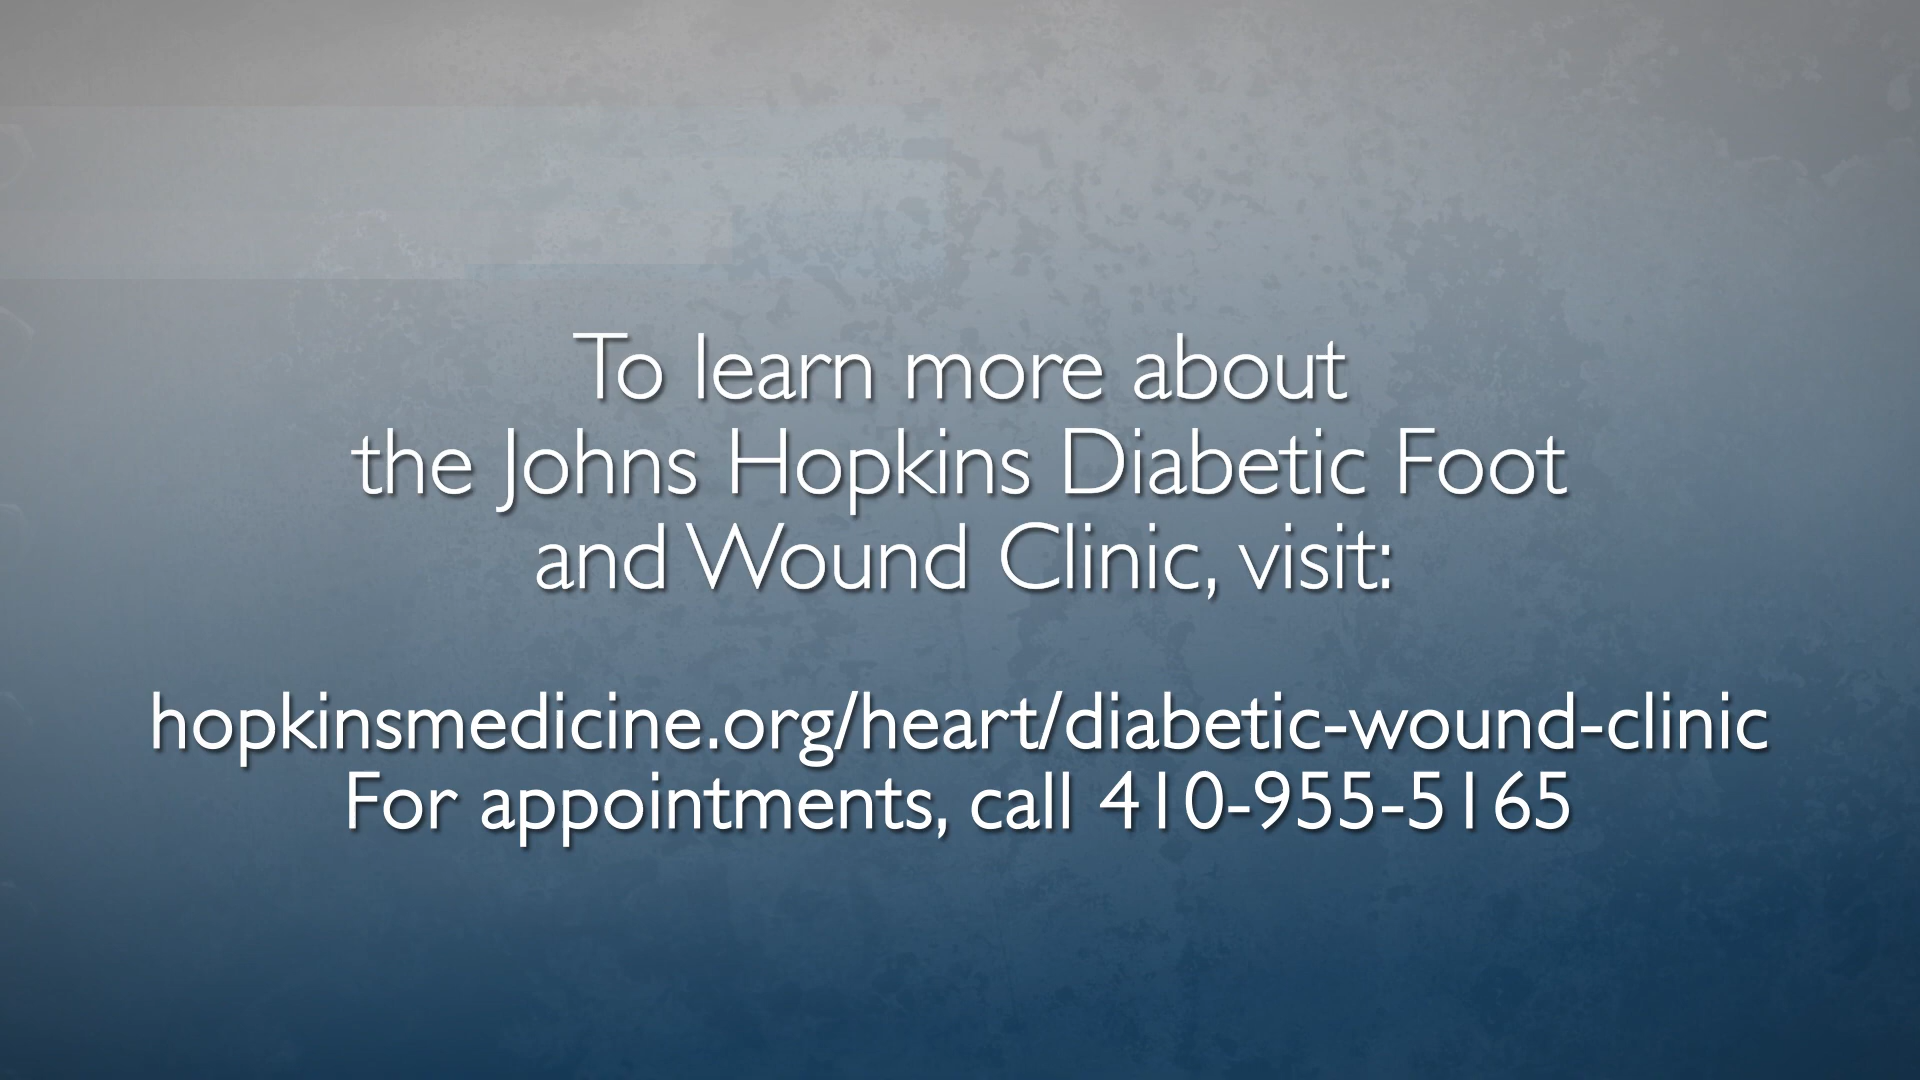 To learn more about
the Johns Hopkins Diabetic Foot
and Wound Clinic, visit:
hopkinsmedicine.org/heart/diabetic-wound-clinic
For appointments, call 410-955-5165